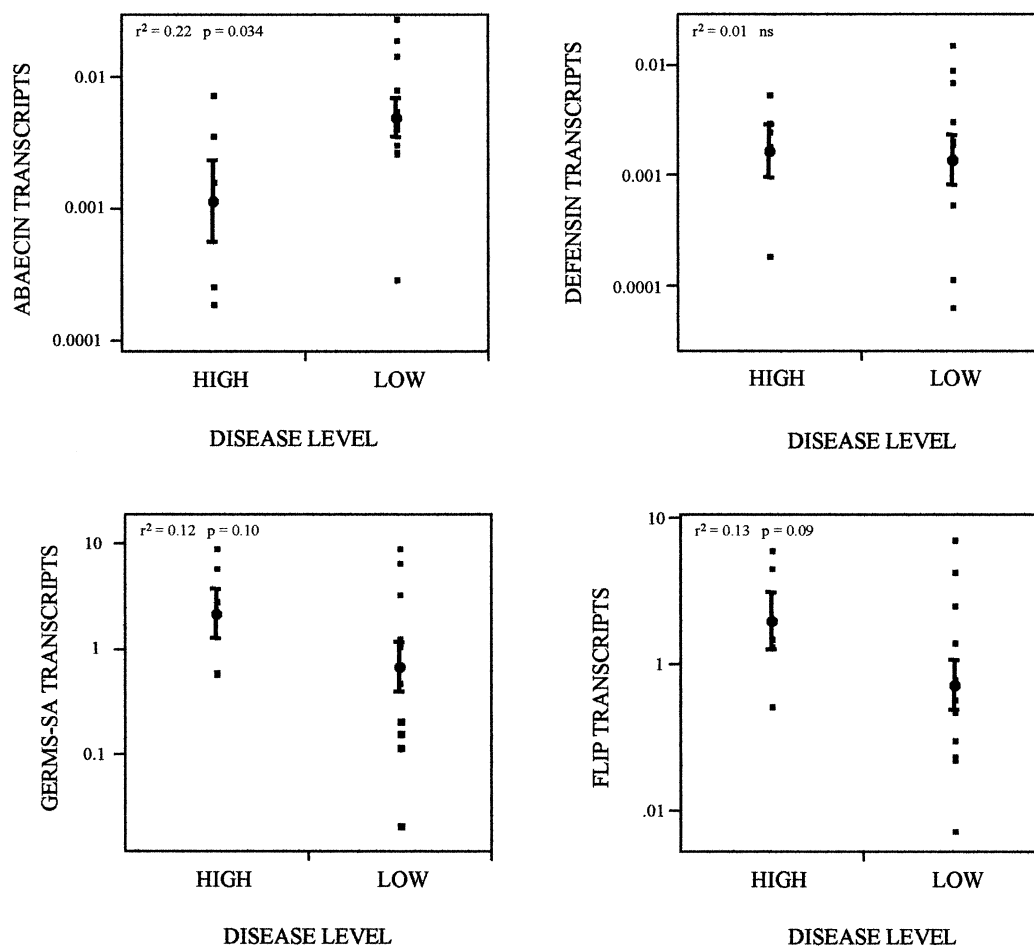 r² = 0.22 p = 0.034
ABAECIN TRANSCRIPTS
0.01
0.001
0.0001
HIGH LOW
DISEASE LEVEL
r² = 0.01 ns
DEFENSIN TRANSCRIPTS
0.01
0.001
0.0001
HIGH LOW
DISEASE LEVEL
r² = 0.12 p = 0.10
GERMS-SA TRANSCRIPTS
10
1
0.1
HIGH LOW
DISEASE LEVEL
r² = 0.13 p = 0.09
FLIP TRANSCRIPTS
10
1
.01
HIGH LOW
DISEASE LEVEL